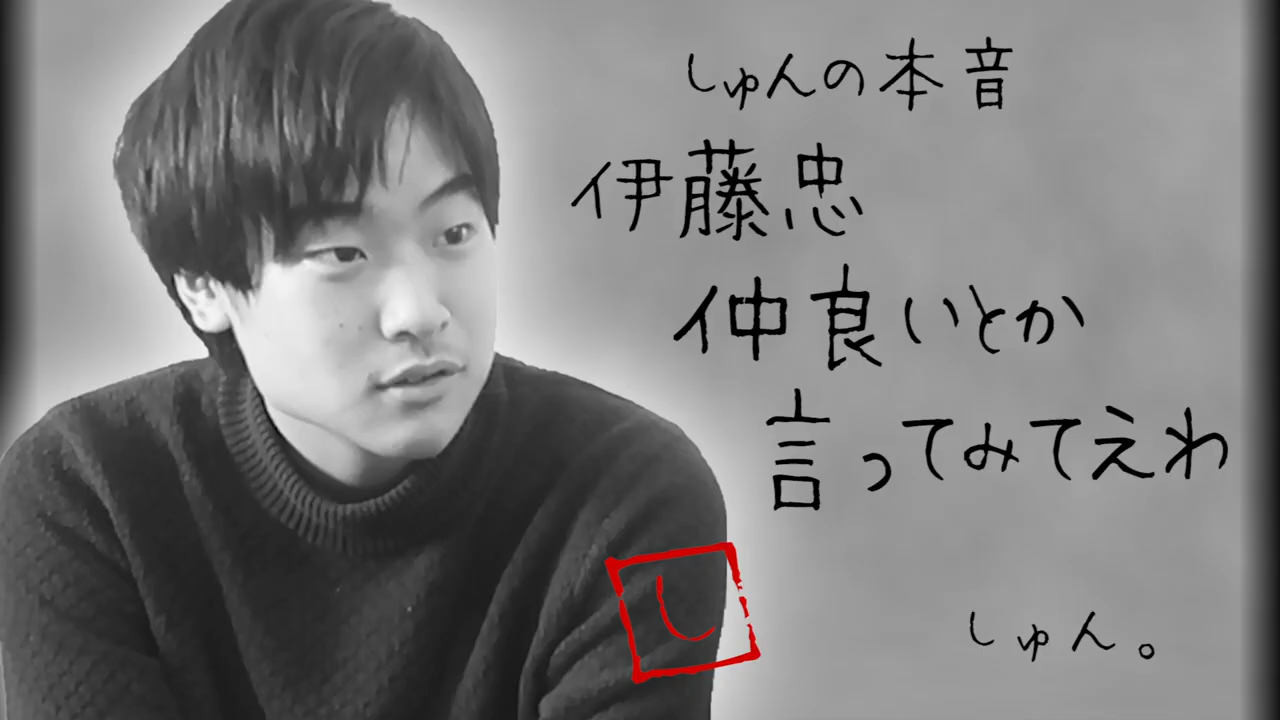 しゅんの本音
伊藤忠
仲良いとか
言ってみてえわ
し
しゅん。